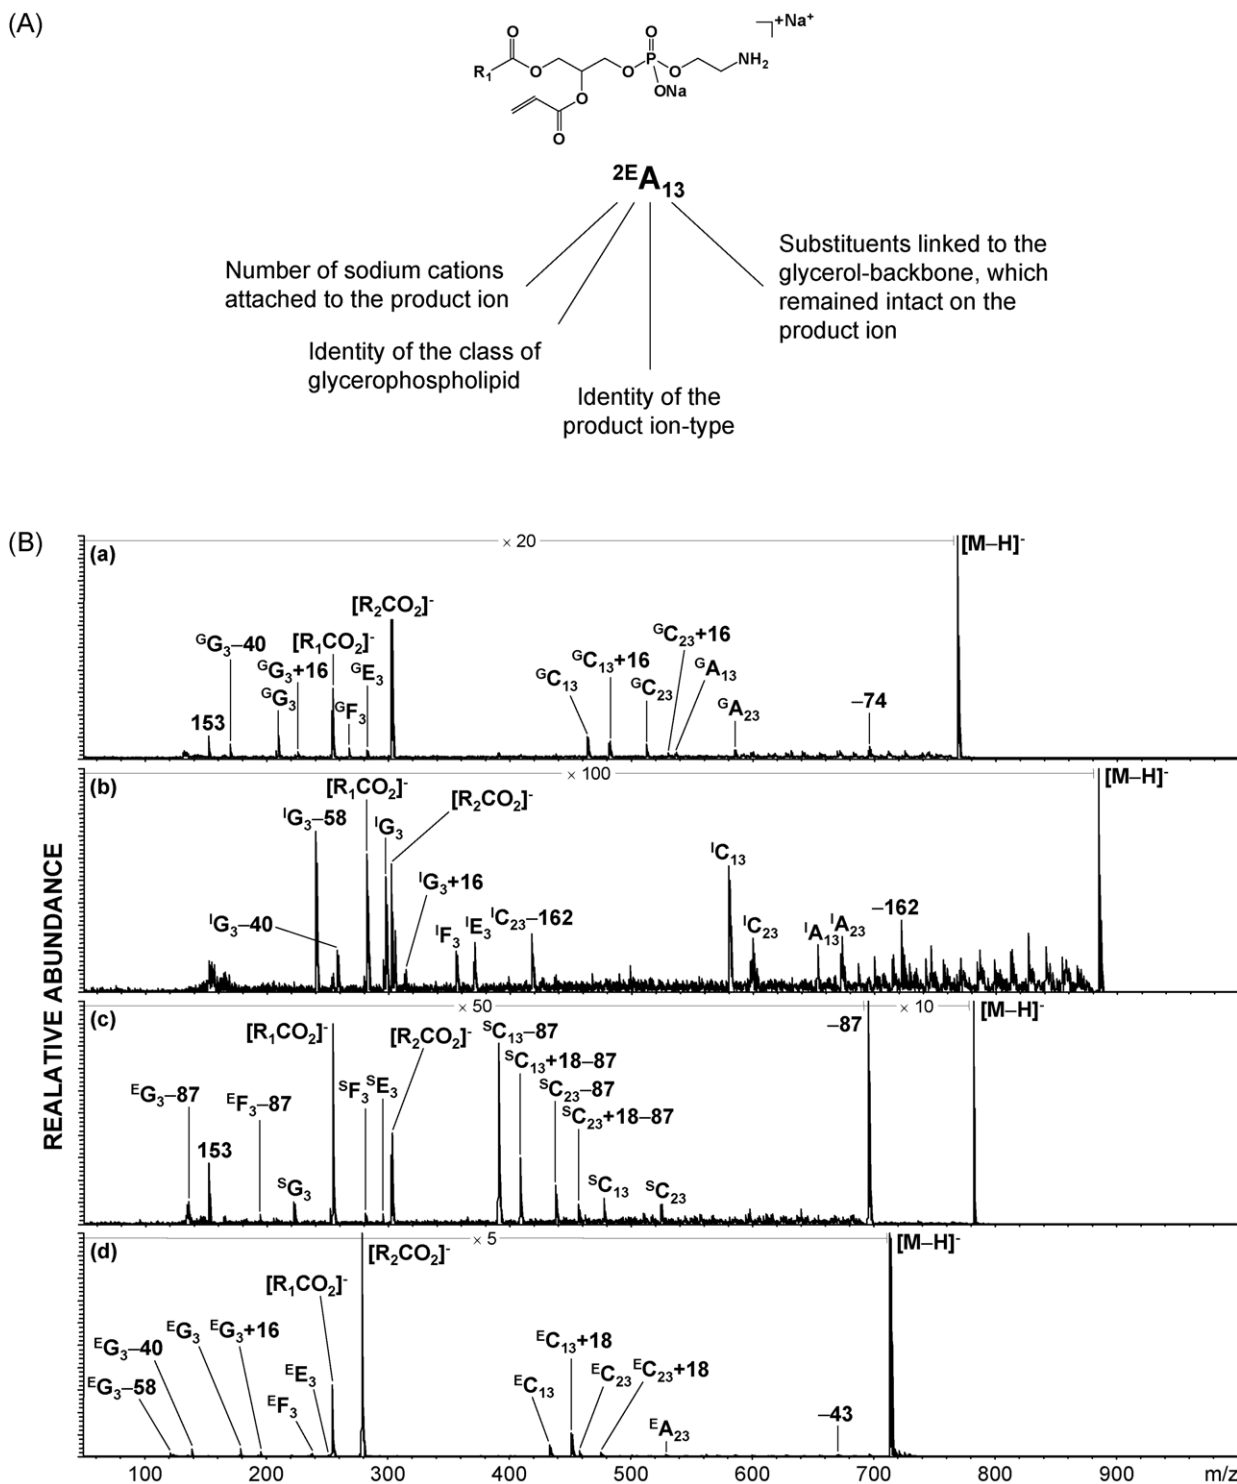 (A)
O
R₁
O
O
O
O
P
O
ONa
NH₂
+Na⁺
²ᴱA₁₃
Number of sodium cations
attached to the product ion
Identity of the class of
glycerophospholipid
Identity of the
product ion-type
Substituents linked to the
glycerol-backbone, which
remained intact on the
product ion
(B)
REALATIVE ABUNDANCE
(a)
× 20
[M–H]⁻
ᴳG₃–40
153
ᴳG₃
ᴳG₃+16
[R₁CO₂]⁻
ᴳF₃
ᴳE₃
[R₂CO₂]⁻
ᴳC₁₃
ᴳC₁₃+16
ᴳC₂₃
ᴳC₂₃+16
ᴳA₁₃
ᴳA₂₃
–74
(b)
× 100
[M–H]⁻
ᴵG₃–58
ᴵG₃–40
[R₁CO₂]⁻
ᴵG₃
[R₂CO₂]⁻
ᴵG₃+16
ᴵF₃
ᴵE₃
ᴵC₂₃–162
ᴵC₁₃
ᴵC₂₃
ᴵA₁₃
ᴵA₂₃
–162
(c)
× 50
× 10
[M–H]⁻
ᴱG₃–87
153
ᴱF₃–87
ˢG₃
[R₁CO₂]⁻
ˢF₃
ˢE₃
[R₂CO₂]⁻
ˢC₁₃–87
ˢC₁₃+18–87
ˢC₂₃–87
ˢC₂₃+18–87
ˢC₁₃
ˢC₂₃
–87
(d)
× 5
[M–H]⁻
ᴱG₃–58
ᴱG₃–40
ᴱG₃
ᴱG₃+16
ᴱF₃
ᴱE₃
[R₁CO₂]⁻
[R₂CO₂]⁻
ᴱC₁₃
ᴱC₁₃+18
ᴱC₂₃
ᴱC₂₃+18
ᴱA₂₃
–43
100 200 300 400 500 600 700 800 900 m/z